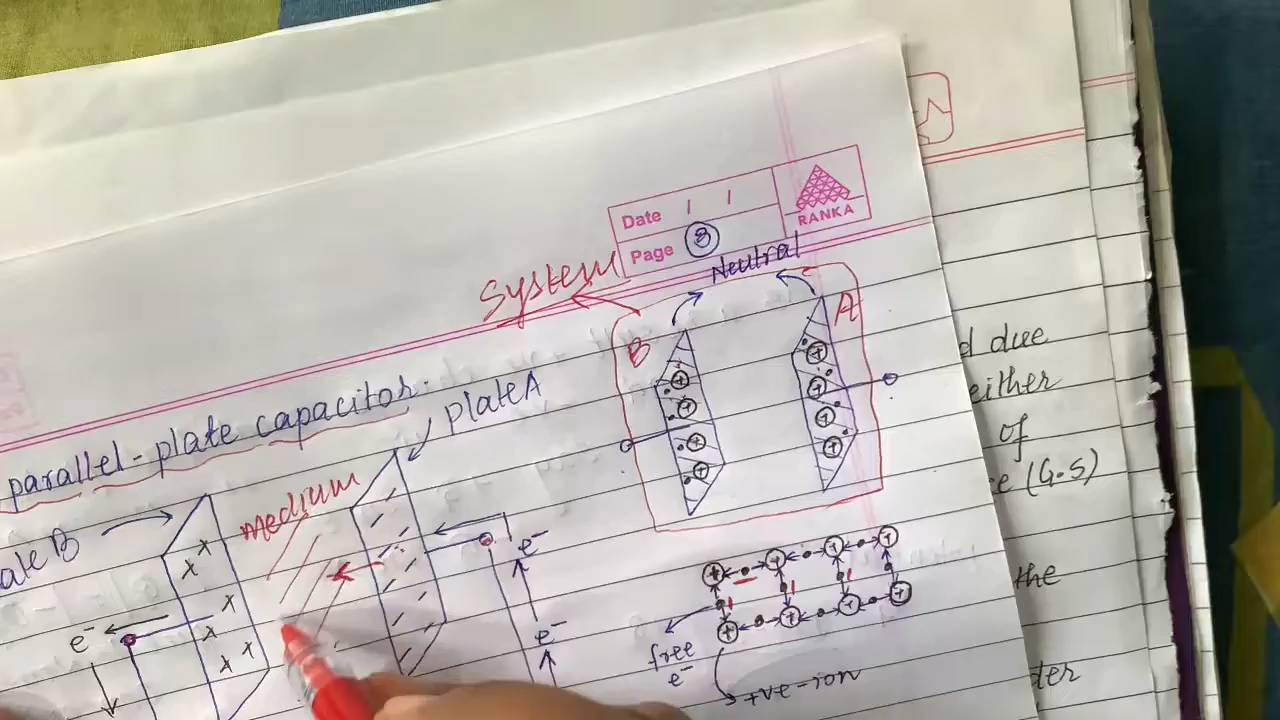 Date / /
Page 8
RANKA
Neutral
System
B
A
parallel-plate capacitor.
plate A
medium
ate B
e⁻
e⁻
e⁻
free
e⁻
+ve-ion
d due
either
of
e (G.S)
the
der